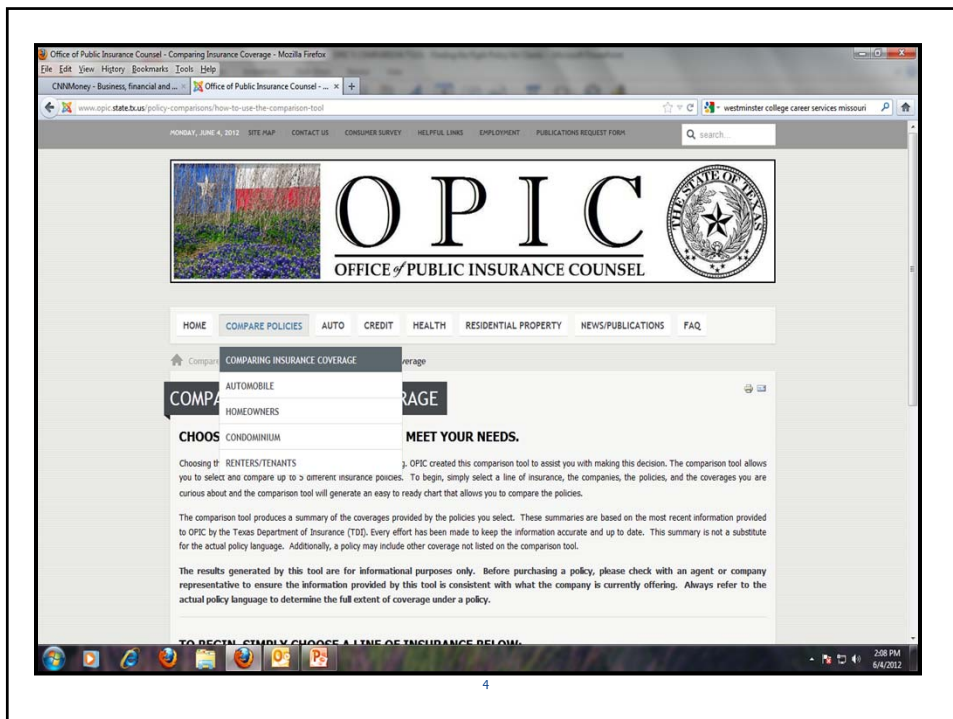 Office of Public Insurance Counsel - Comparing Insurance Coverage - Mozilla Firefox
File Edit View History Bookmarks Tools Help
CNNMoney - Business, financial and ... × Office of Public Insurance Counsel - ... × +
www.opic.state.tx.us/policy-comparisons/how-to-use-the-comparison-tool westminster college career services missouri
MONDAY, JUNE 4, 2012 SITE MAP CONTACT US CONSUMER SURVEY HELPFUL LINKS EMPLOYMENT PUBLICATIONS REQUEST FORM search...
OPIC
OFFICE of PUBLIC INSURANCE COUNSEL
THE STATE OF TEXAS
HOME COMPARE POLICIES AUTO CREDIT HEALTH RESIDENTIAL PROPERTY NEWS/PUBLICATIONS FAQ
Compare COMPARING INSURANCE COVERAGE verage
AUTOMOBILE
COMPA RAGE
HOMEOWNERS
CHOOS CONDOMINIUM MEET YOUR NEEDS.
Choosing th RENTERS/TENANTS g. OPIC created this comparison tool to assist you with making this decision. The comparison tool allows
you to select and compare up to 5 different insurance policies. To begin, simply select a line of insurance, the companies, the policies, and the coverages you are
curious about and the comparison tool will generate an easy to ready chart that allows you to compare the policies.
The comparison tool produces a summary of the coverages provided by the policies you select. These summaries are based on the most recent information provided
to OPIC by the Texas Department of Insurance (TDI). Every effort has been made to keep the information accurate and up to date. This summary is not a substitute
for the actual policy language. Additionally, a policy may include other coverage not listed on the comparison tool.
The results generated by this tool are for informational purposes only. Before purchasing a policy, please check with an agent or company
representative to ensure the information provided by this tool is consistent with what the company is currently offering. Always refer to the
actual policy language to determine the full extent of coverage under a policy.
TO BEGIN, SIMPLY CHOOSE A LINE OF INSURANCE BELOW:
2:08 PM
6/4/2012
4